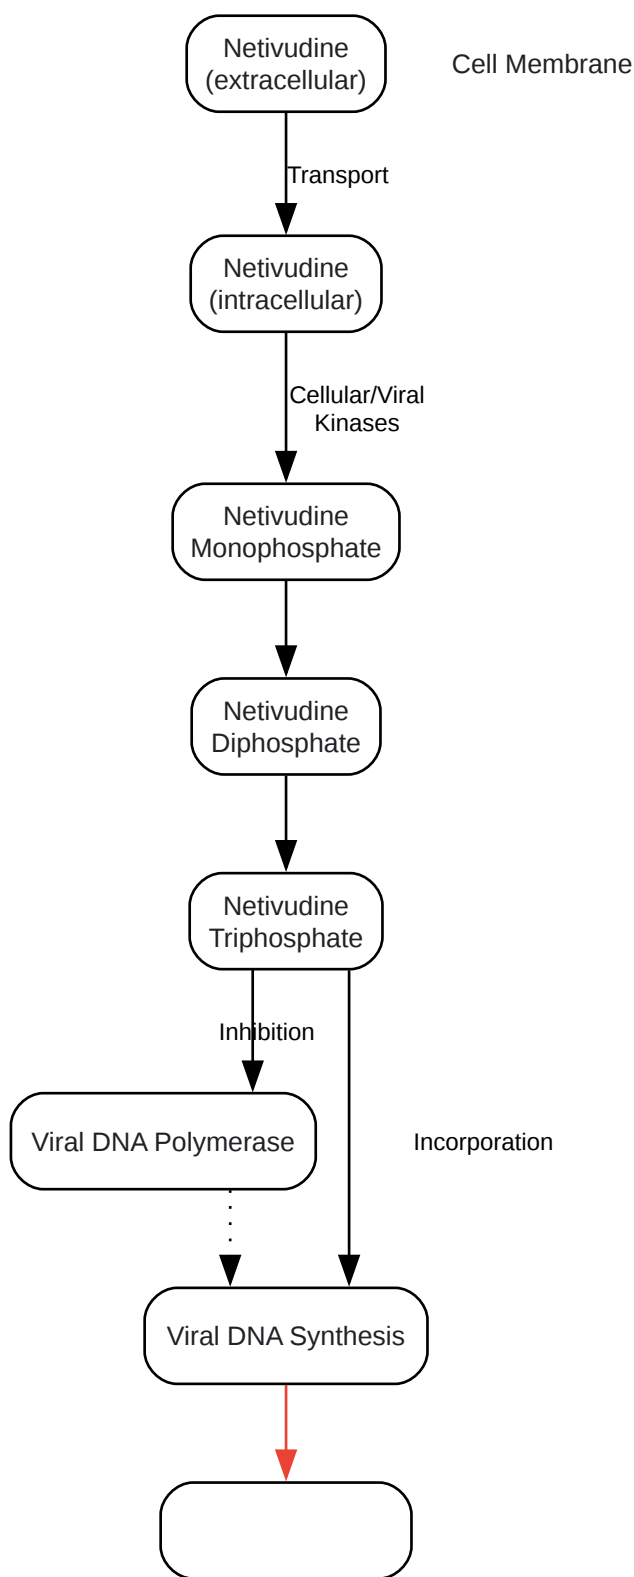 Netivudine
(extracellular)
Cell Membrane
Transport
Netivudine
(intracellular)
Cellular/Viral
Kinases
Netivudine
Monophosphate
Netivudine
Diphosphate
Netivudine
Triphosphate
Inhibition
Viral DNA Polymerase
Incorporation
Viral DNA Synthesis